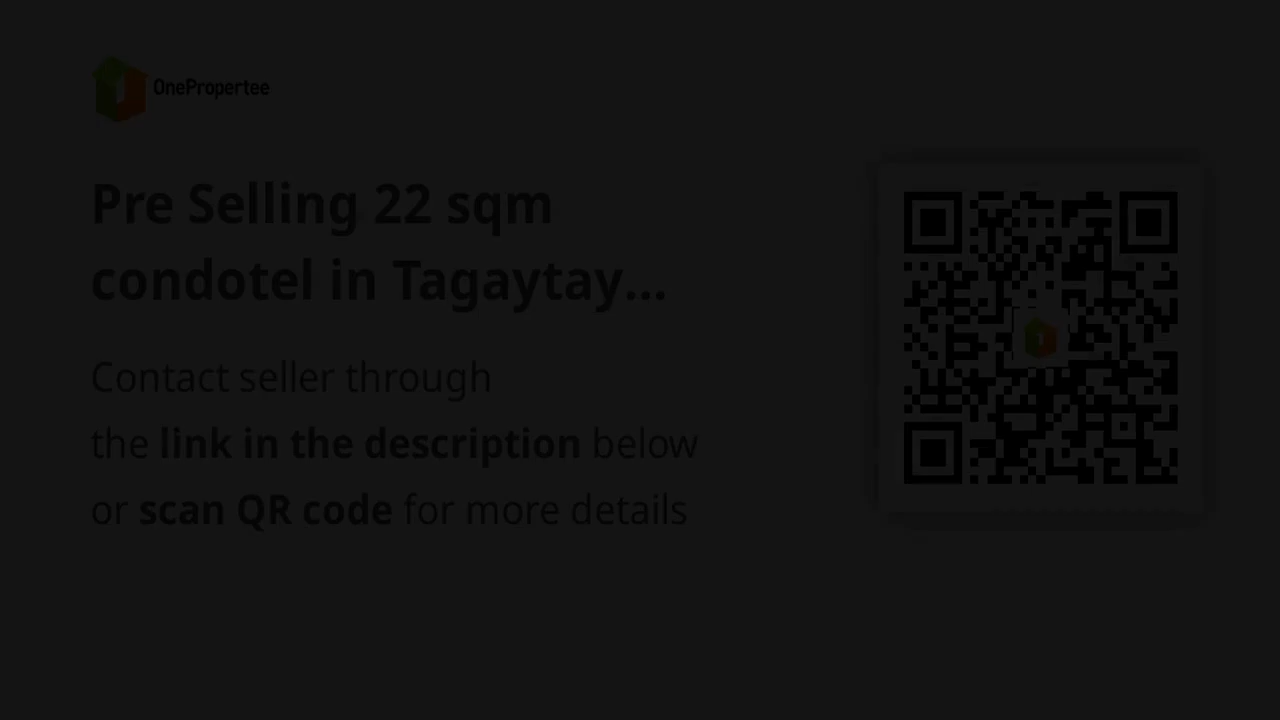 OnePropertee
Pre Selling 22 sqm
condotel in Tagaytay...
Contact seller through
the link in the description below
or scan QR code for more details